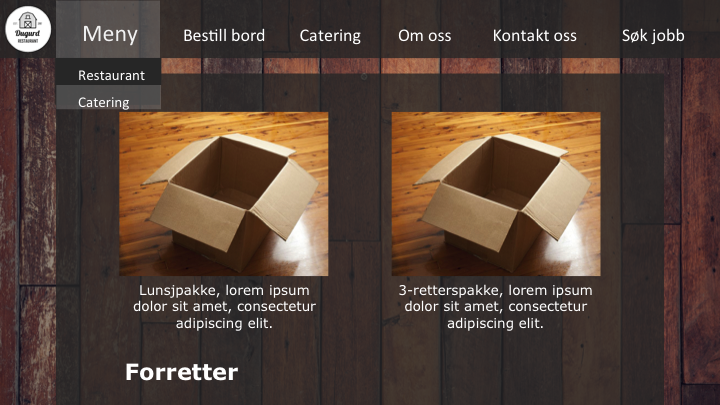 Dugurd
RESTAURANT
Meny
Bestill bord
Catering
Om oss
Kontakt oss
Søk jobb
Restaurant
Catering
Lunsjpakke, lorem ipsum
dolor sit amet, consectetur
adipiscing elit.
3-retterspakke, lorem ipsum
dolor sit amet, consectetur
adipiscing elit.
Forretter